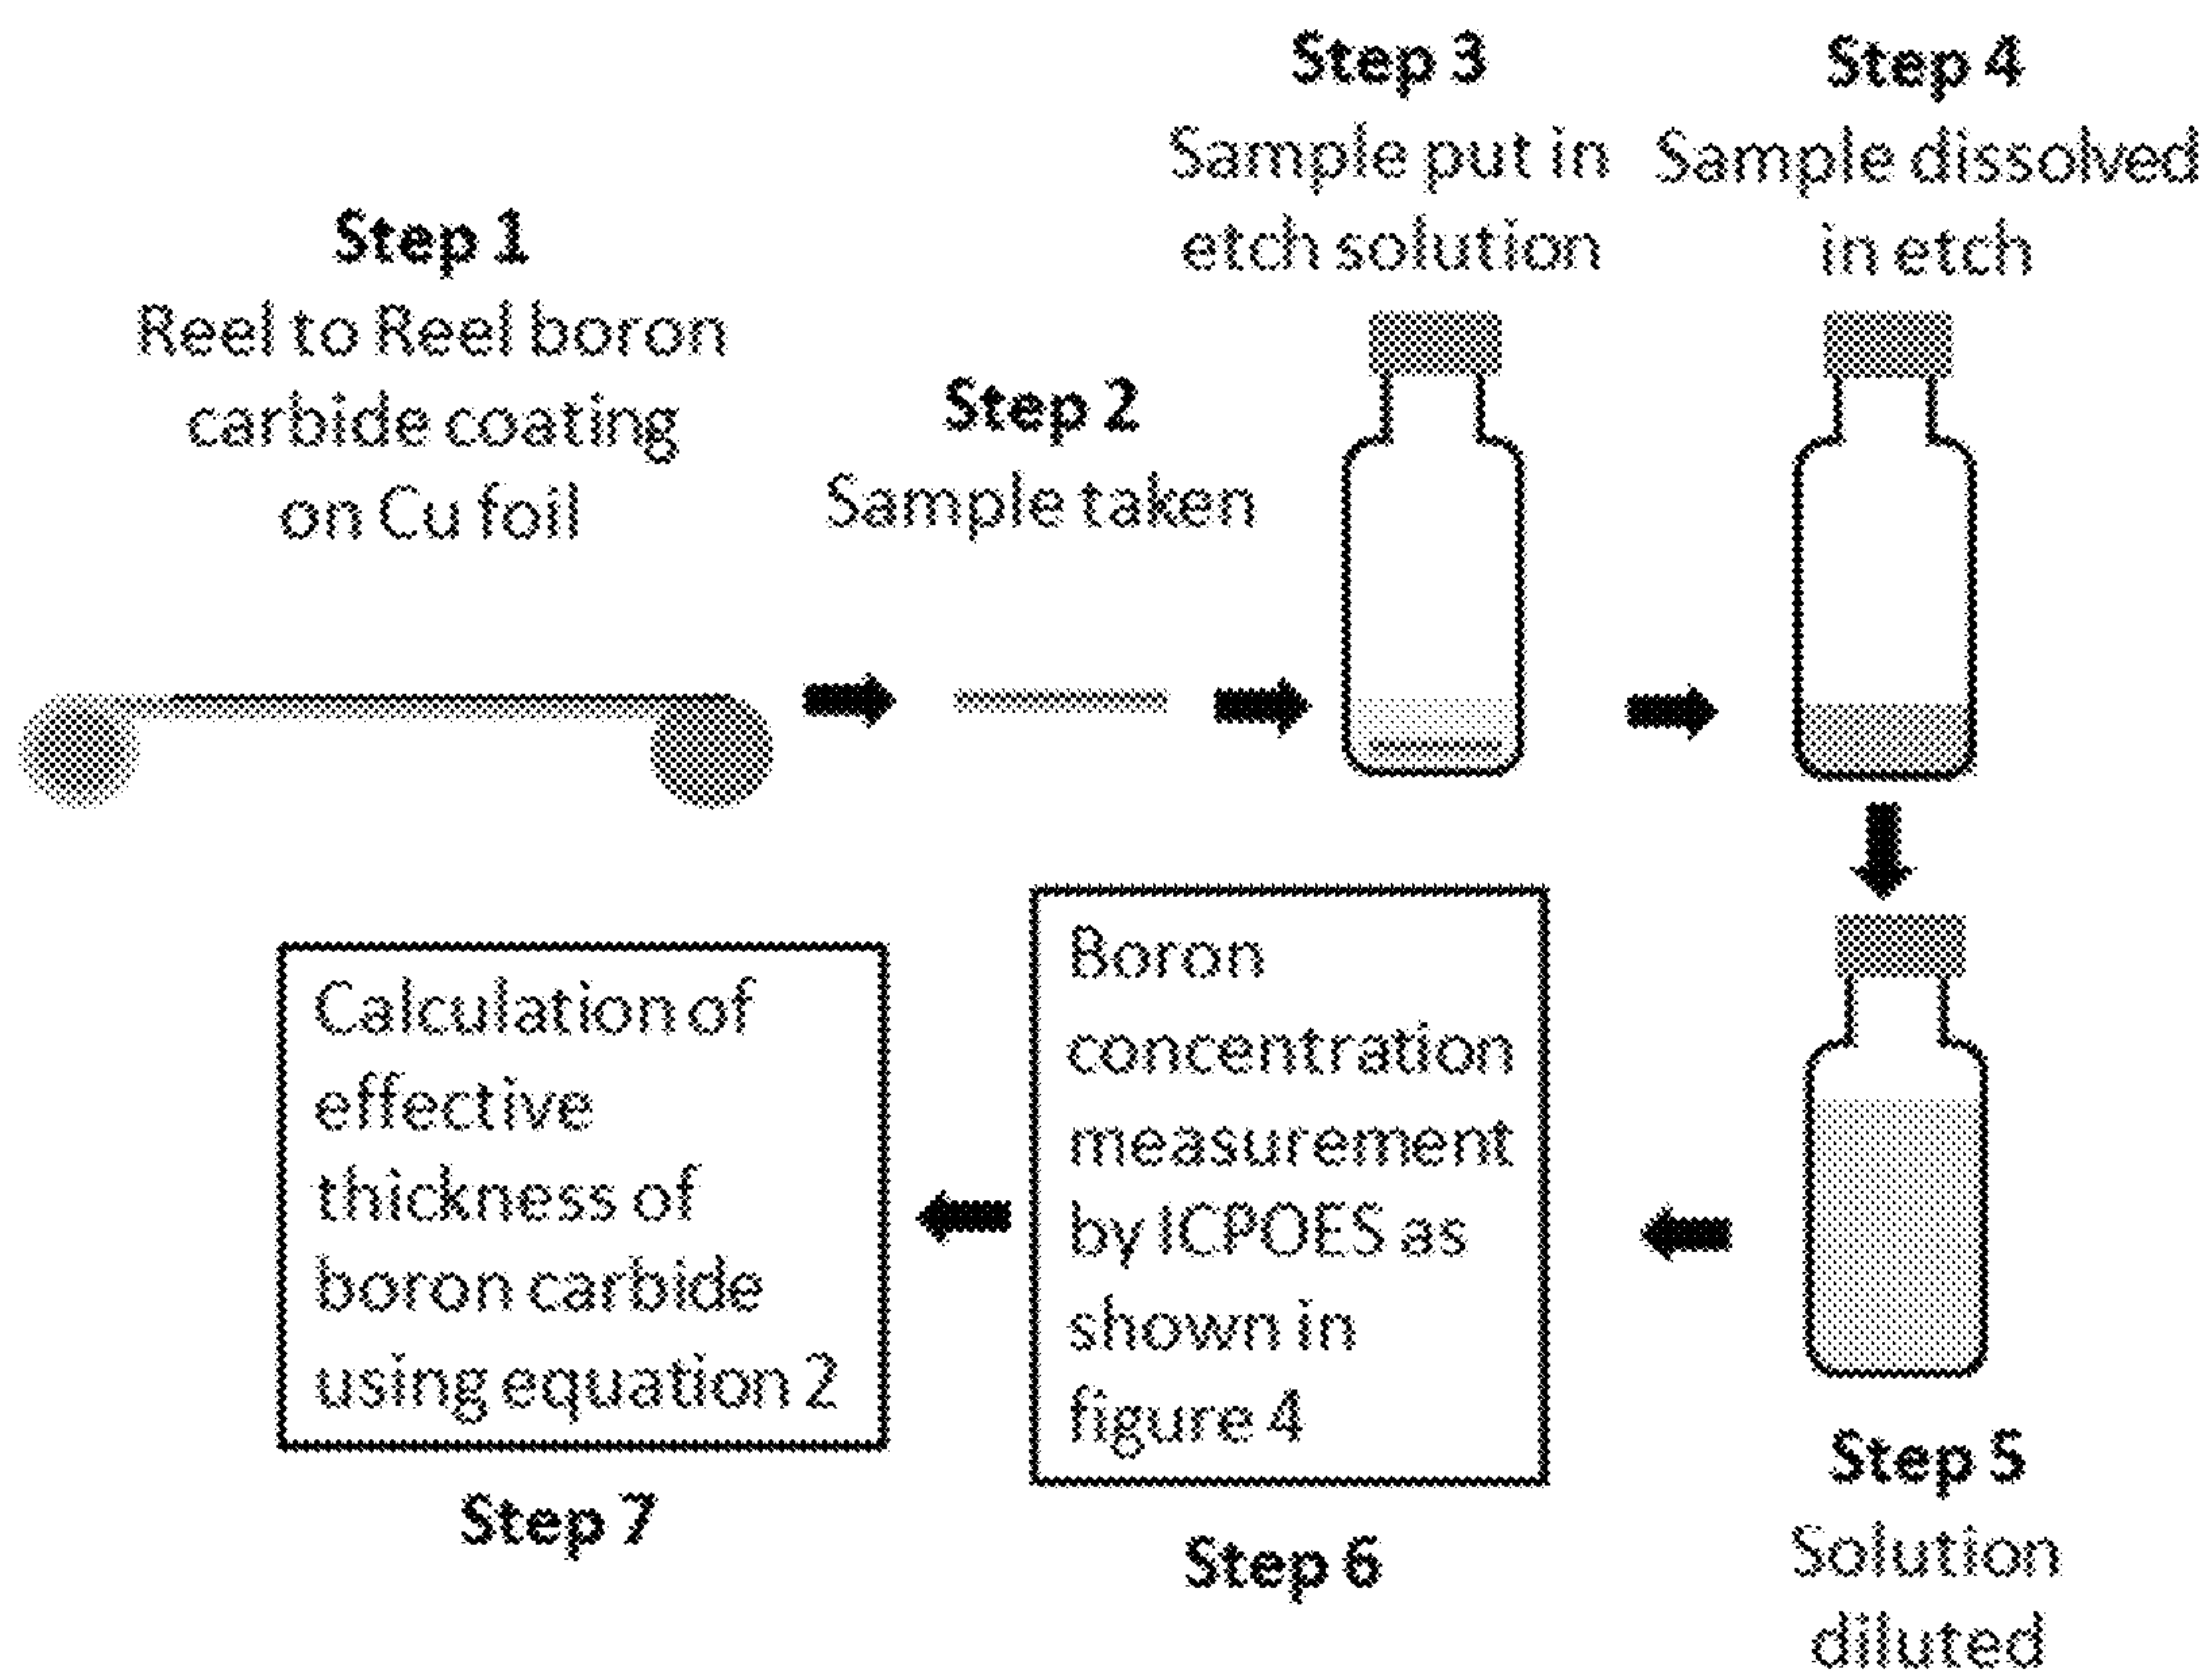 Step 1
Reel to Reel boron
carbide coating
on Cu foil
Step 2
Sample taken
Step 3
Sample put in
etch solution
Step 4
Sample dissolved
in etch
Step 5
Solution
diluted
Boron
concentration
measurement
by ICPOES as
shown in
figure 4
Step 6
Calculation of
effective
thickness of
boron carbide
using equation 2
Step 7